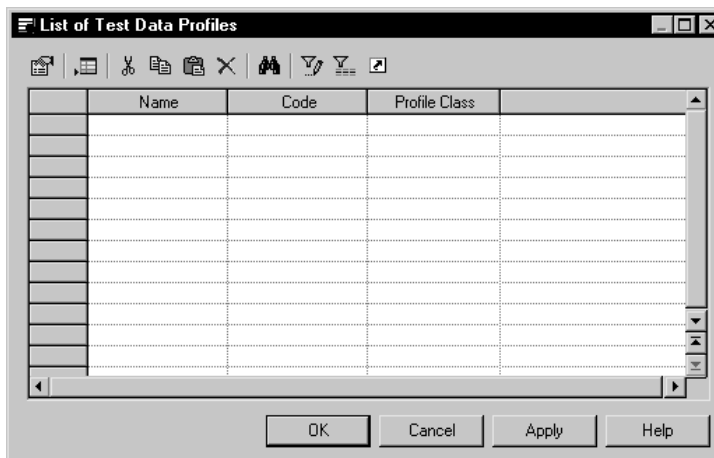 List of Test Data Profiles
Name Code Profile Class
OK Cancel Apply Help